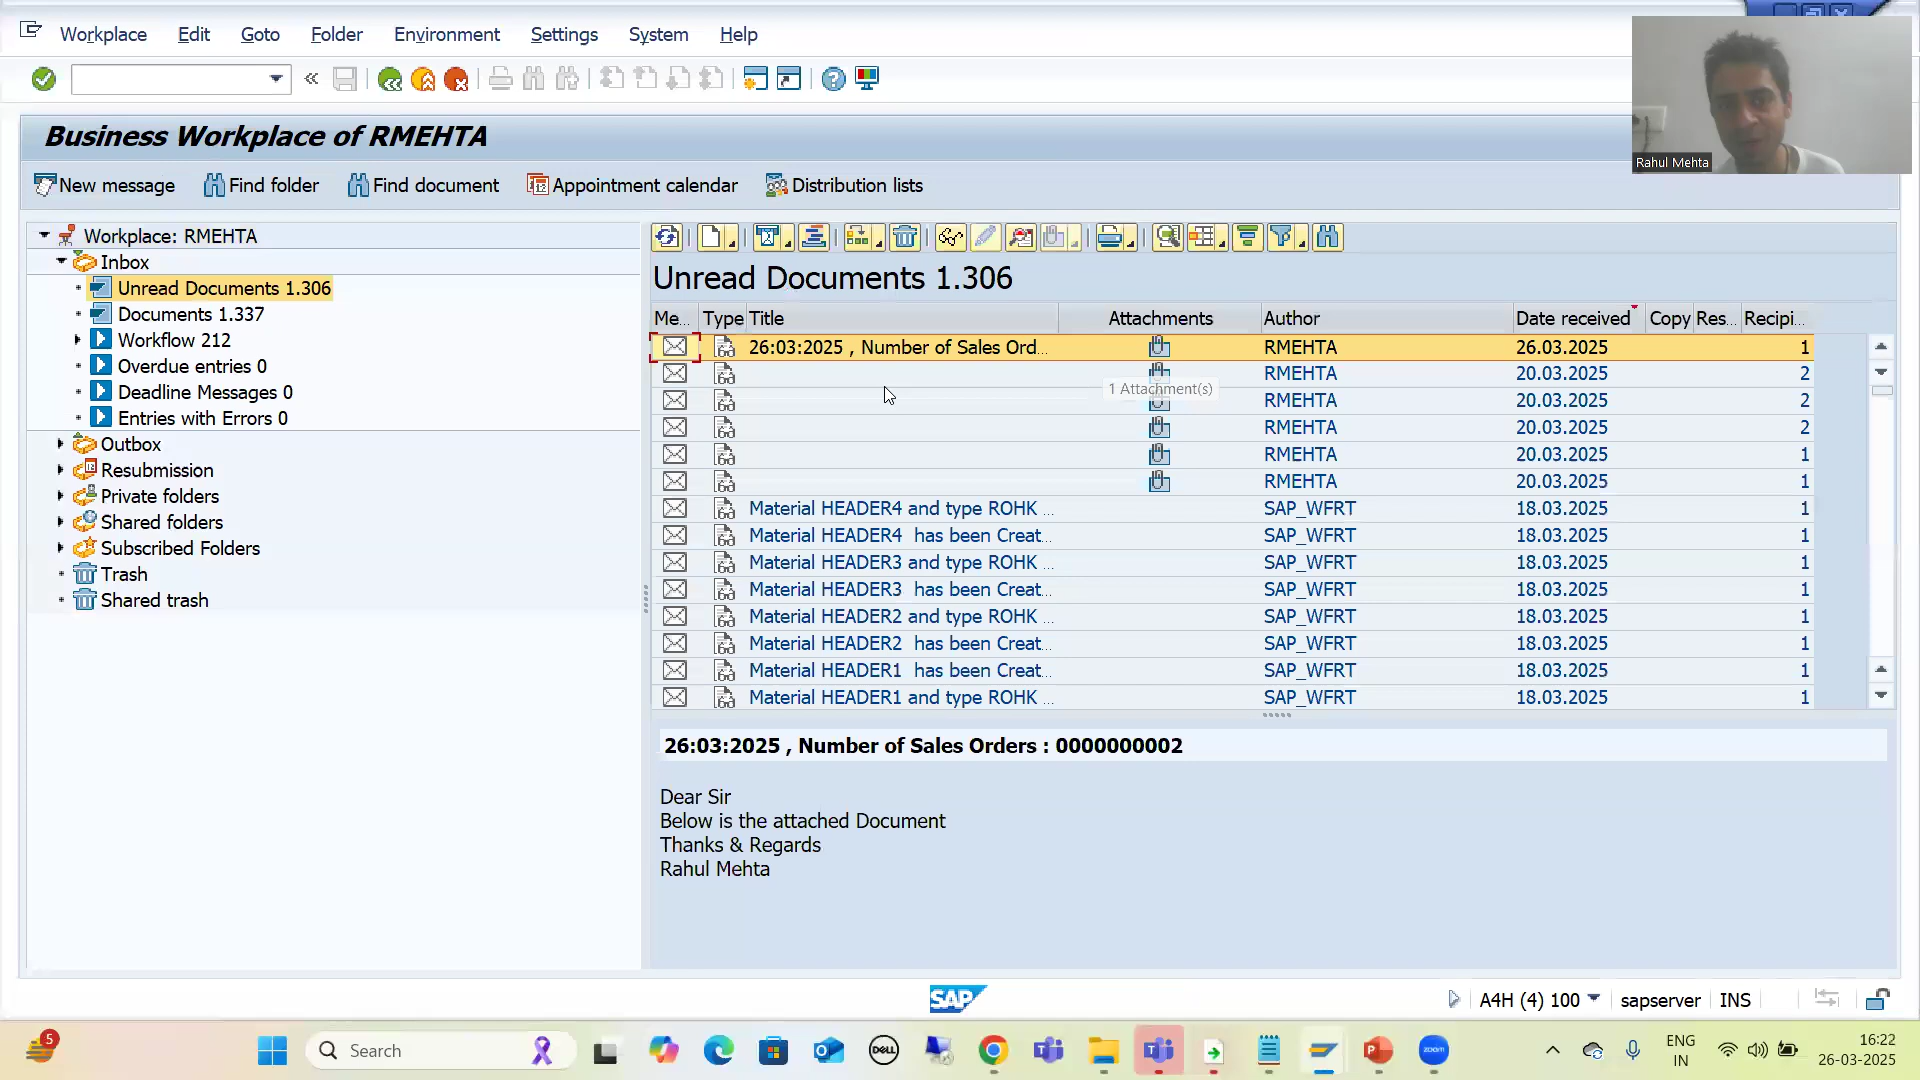 Workplace Edit Goto Folder Environment Settings System Help
Rahul Mehta
Business Workplace of RMEHTA
New message Find folder Find document Appointment calendar Distribution lists
Workplace: RMEHTA
Inbox
Unread Documents 1.306
Documents 1.337
Workflow 212
Overdue entries 0
Deadline Messages 0
Entries with Errors 0
Outbox
Resubmission
Private folders
Shared folders
Subscribed Folders
Trash
Shared trash
Unread Documents 1.306
Me... Type Title Attachments Author Date received Copy Res... Recipi...
26:03:2025 , Number of Sales Ord... RMEHTA 26.03.2025 1
RMEHTA 20.03.2025 2
1 Attachment(s)
RMEHTA 20.03.2025 2
RMEHTA 20.03.2025 2
RMEHTA 20.03.2025 1
RMEHTA 20.03.2025 1
Material HEADER4 and type ROHK ... SAP_WFRT 18.03.2025 1
Material HEADER4 has been Creat... SAP_WFRT 18.03.2025 1
Material HEADER3 and type ROHK ... SAP_WFRT 18.03.2025 1
Material HEADER3 has been Creat... SAP_WFRT 18.03.2025 1
Material HEADER2 and type ROHK ... SAP_WFRT 18.03.2025 1
Material HEADER2 has been Creat... SAP_WFRT 18.03.2025 1
Material HEADER1 has been Creat... SAP_WFRT 18.03.2025 1
Material HEADER1 and type ROHK ... SAP_WFRT 18.03.2025 1
26:03:2025 , Number of Sales Orders : 0000000002
Dear Sir
Below is the attached Document
Thanks & Regards
Rahul Mehta
SAP
A4H (4) 100 sapserver INS
5
Search
DELL
zoom
ENG
IN
16:22
26-03-2025